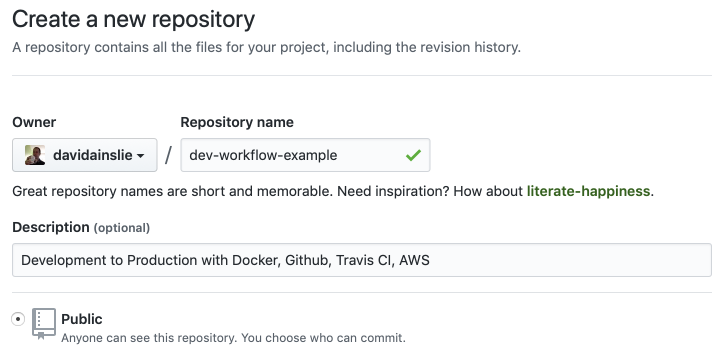 Create a new repository
A repository contains all the files for your project, including the revision history.
Owner Repository name
davidainslie / dev-workflow-example
Great repository names are short and memorable. Need inspiration? How about literate-happiness.
Description (optional)
Development to Production with Docker, Github, Travis CI, AWS
Public
Anyone can see this repository. You choose who can commit.